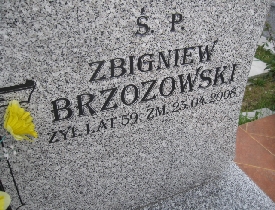 Ś. P.
ZBIGNIEW
BRZOZOWSKI
ŻYŁ LAT 59. ZM. 25.04.2008